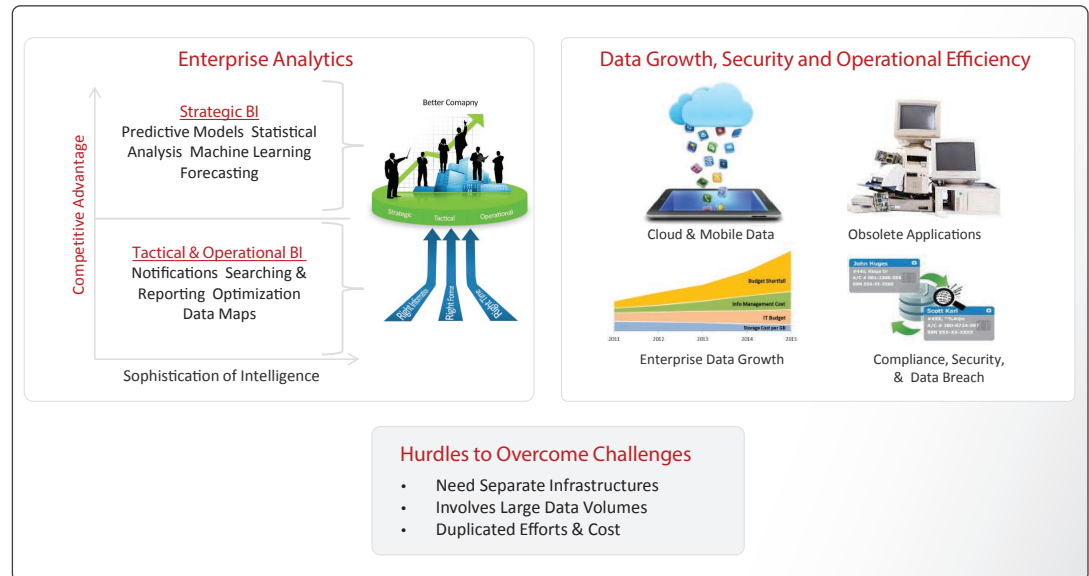 Enterprise Analytics
Competitive Advantage
Strategic BI
Predictive Models Statistical
Analysis Machine Learning
Forecasting
Tactical & Operational BI
Notifications Searching &
Reporting Optimization
Data Maps
Sophistication of Intelligence
Better Comapny
Strategic
Tactical
Operational
Right Information
Right Format
Right Time
Data Growth, Security and Operational Efficiency
Cloud & Mobile Data
Obsolete Applications
Budget Shortfall
Info Management Cost
IT Budget
Storage Cost per GB
2011 2012 2013 2014 2015
Enterprise Data Growth
John Huges
Scott Karl
Compliance, Security,
& Data Breach
Hurdles to Overcome Challenges
• Need Separate Infrastructures
• Involves Large Data Volumes
• Duplicated Efforts & Cost